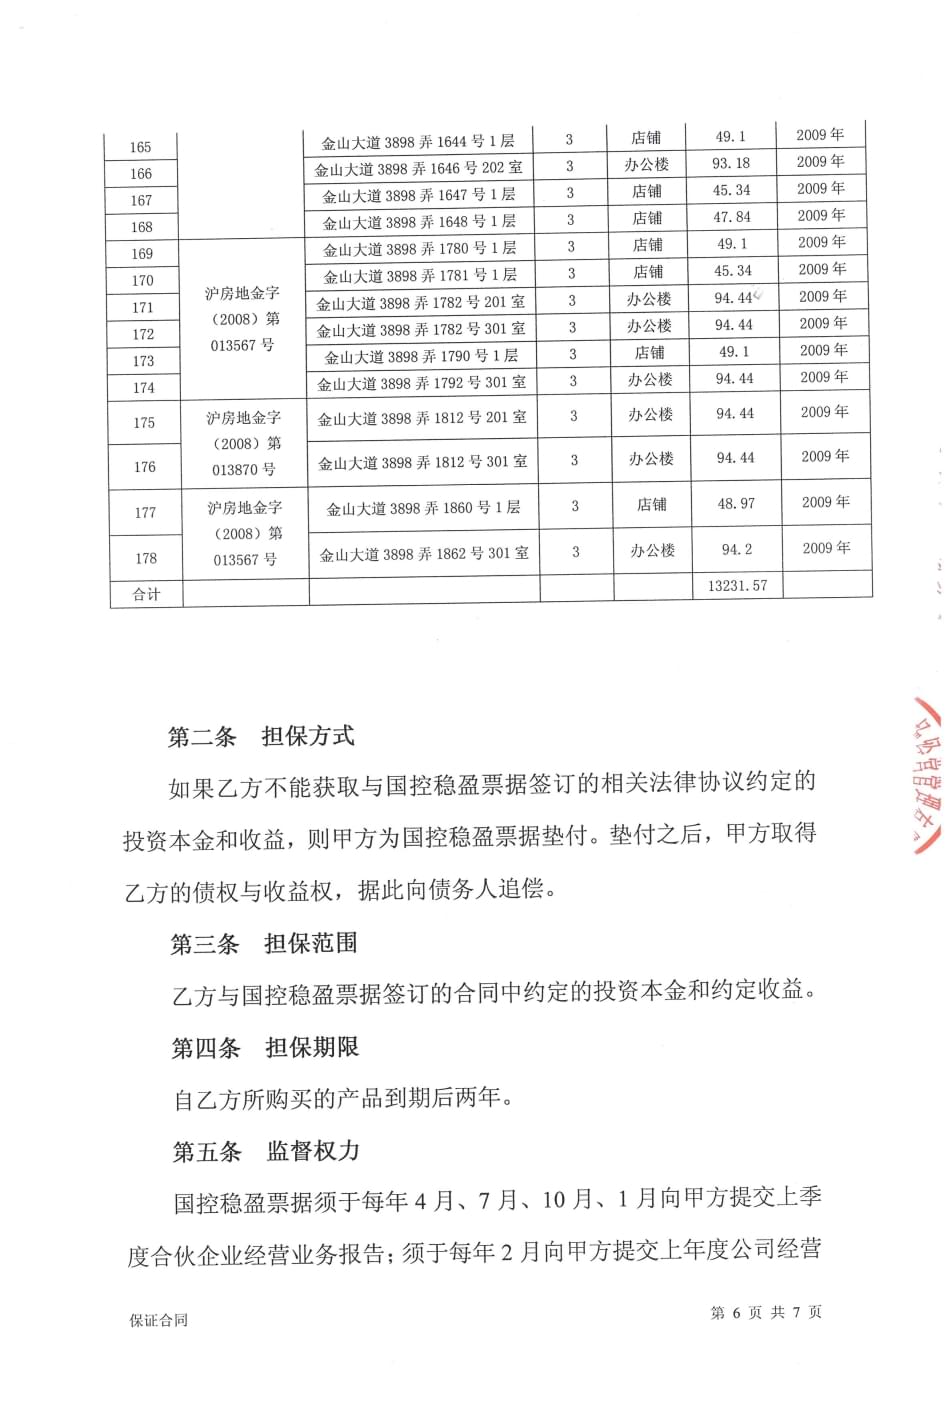 165 金山大道 3898 弄 1644 号 1 层 3 店铺 49.1 2009 年
166 金山大道 3898 弄 1646 号 202 室 3 办公楼 93.18 2009 年
167 金山大道 3898 弄 1647 号 1 层 3 店铺 45.34 2009 年
168 金山大道 3898 弄 1648 号 1 层 3 店铺 47.84 2009 年
沪房地金字
（2008）第
013567 号
169 金山大道 3898 弄 1780 号 1 层 3 店铺 49.1 2009 年
170 金山大道 3898 弄 1781 号 1 层 3 店铺 45.34 2009 年
171 金山大道 3898 弄 1782 号 201 室 3 办公楼 94.44 2009 年
172 金山大道 3898 弄 1782 号 301 室 3 办公楼 94.44 2009 年
173 金山大道 3898 弄 1790 号 1 层 3 店铺 49.1 2009 年
174 金山大道 3898 弄 1792 号 301 室 3 办公楼 94.44 2009 年
沪房地金字
（2008）第
013870 号
175 金山大道 3898 弄 1812 号 201 室 3 办公楼 94.44 2009 年
176 金山大道 3898 弄 1812 号 301 室 3 办公楼 94.44 2009 年
沪房地金字
（2008）第
013567 号
177 金山大道 3898 弄 1860 号 1 层 3 店铺 48.97 2009 年
178 金山大道 3898 弄 1862 号 301 室 3 办公楼 94.2 2009 年
合计 13231.57
第二条 担保方式
如果乙方不能获取与国控稳盈票据签订的相关法律协议约定的
投资本金和收益，则甲方为国控稳盈票据垫付。垫付之后，甲方取得
乙方的债权与收益权，据此向债务人追偿。
第三条 担保范围
乙方与国控稳盈票据签订的合同中约定的投资本金和约定收益。
第四条 担保期限
自乙方所购买的产品到期后两年。
第五条 监督权力
国控稳盈票据须于每年 4 月、7 月、10 月、1 月向甲方提交上季
度合伙企业经营业务报告；须于每年 2 月向甲方提交上年度公司经营
保证合同
第 6 页 共 7 页